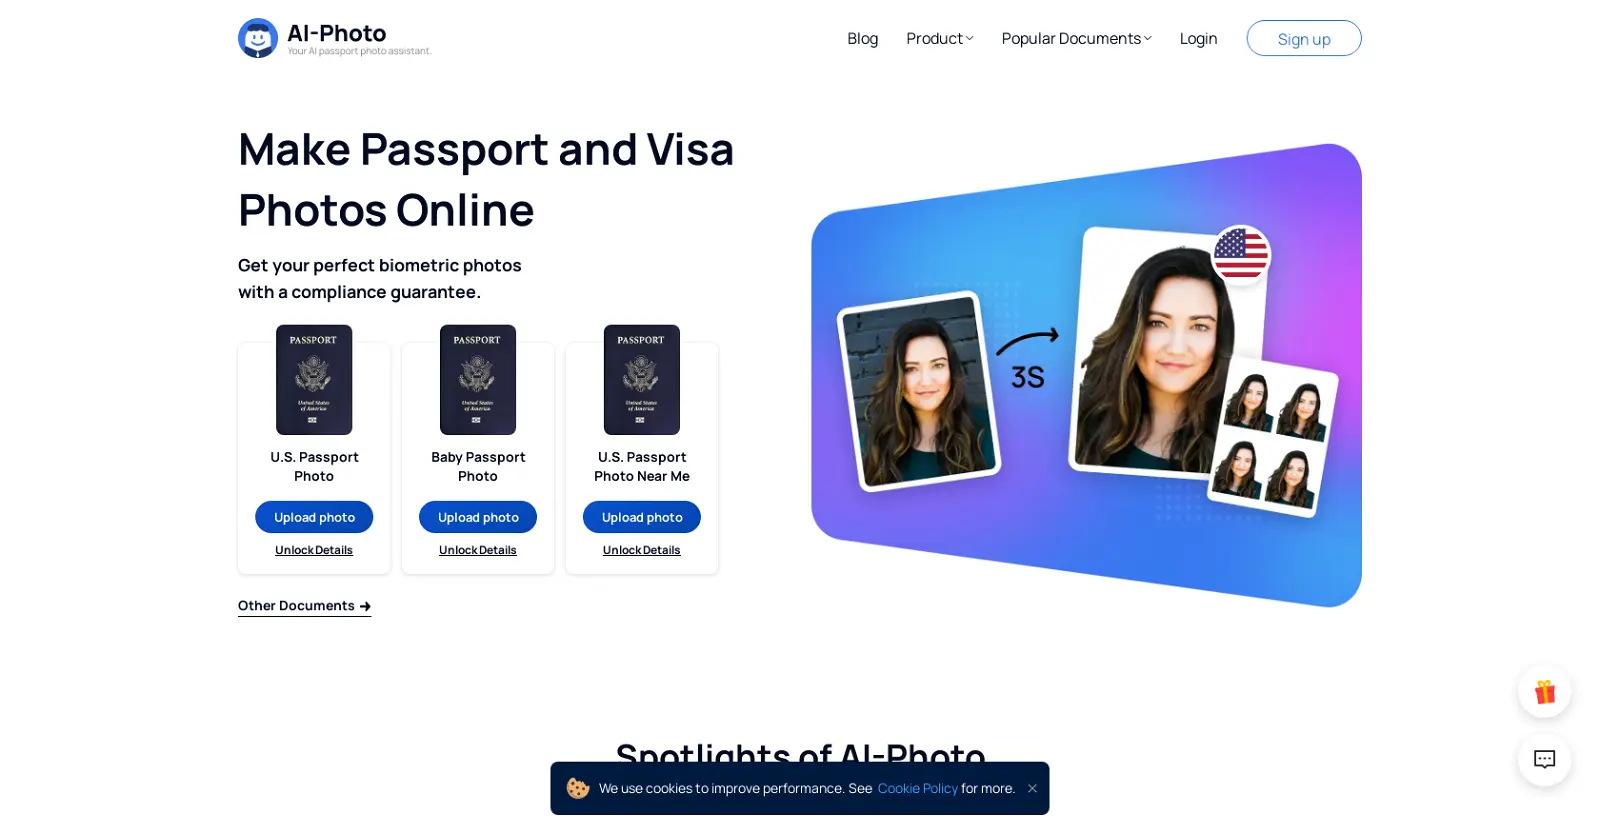 AI-Photo
Your AI passport photo assistant.
Blog
Product
Popular Documents
Login
Sign up
Make Passport and Visa
Photos Online
Get your perfect biometric photos
with a compliance guarantee.
PASSPORT
United States
of America
U.S. Passport
Photo
Upload photo
Unlock Details
PASSPORT
United States
of America
Baby Passport
Photo
Upload photo
Unlock Details
PASSPORT
United States
of America
U.S. Passport
Photo Near Me
Upload photo
Unlock Details
Other Documents
3S
Spotlights of AI-Photo
We use cookies to improve performance. See Cookie Policy for more.